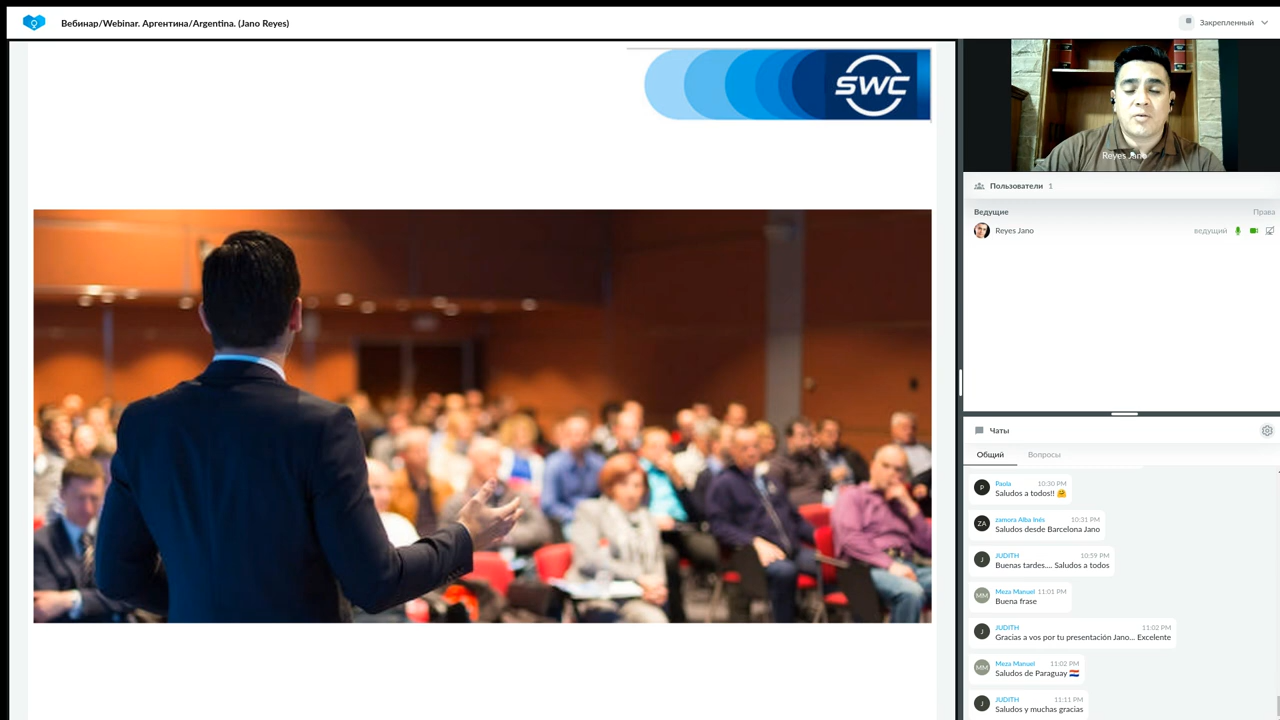 Вебинар/Webinar. Аргентина/Argentina. (Jano Reyes)
Закрепленный
SWC
Reyes Jano
Пользователи 1
Ведущие
Права
Reyes Jano
ведущий
Чаты
Общий
Вопросы
P
Paola 10:30 PM
Saludos a todos!! 🤗
ZA
zamora Alba Inés 10:31 PM
Saludos desde Barcelona Jano
J
JUDITH 10:59 PM
Buenas tardes.... Saludos a todos
MM
Meza Manuel 11:01 PM
Buena frase
J
JUDITH 11:02 PM
Gracias a vos por tu presentación Jano... Excelente
MM
Meza Manuel 11:02 PM
Saludos de Paraguay 🇵🇾
J
JUDITH 11:11 PM
Saludos y muchas gracias